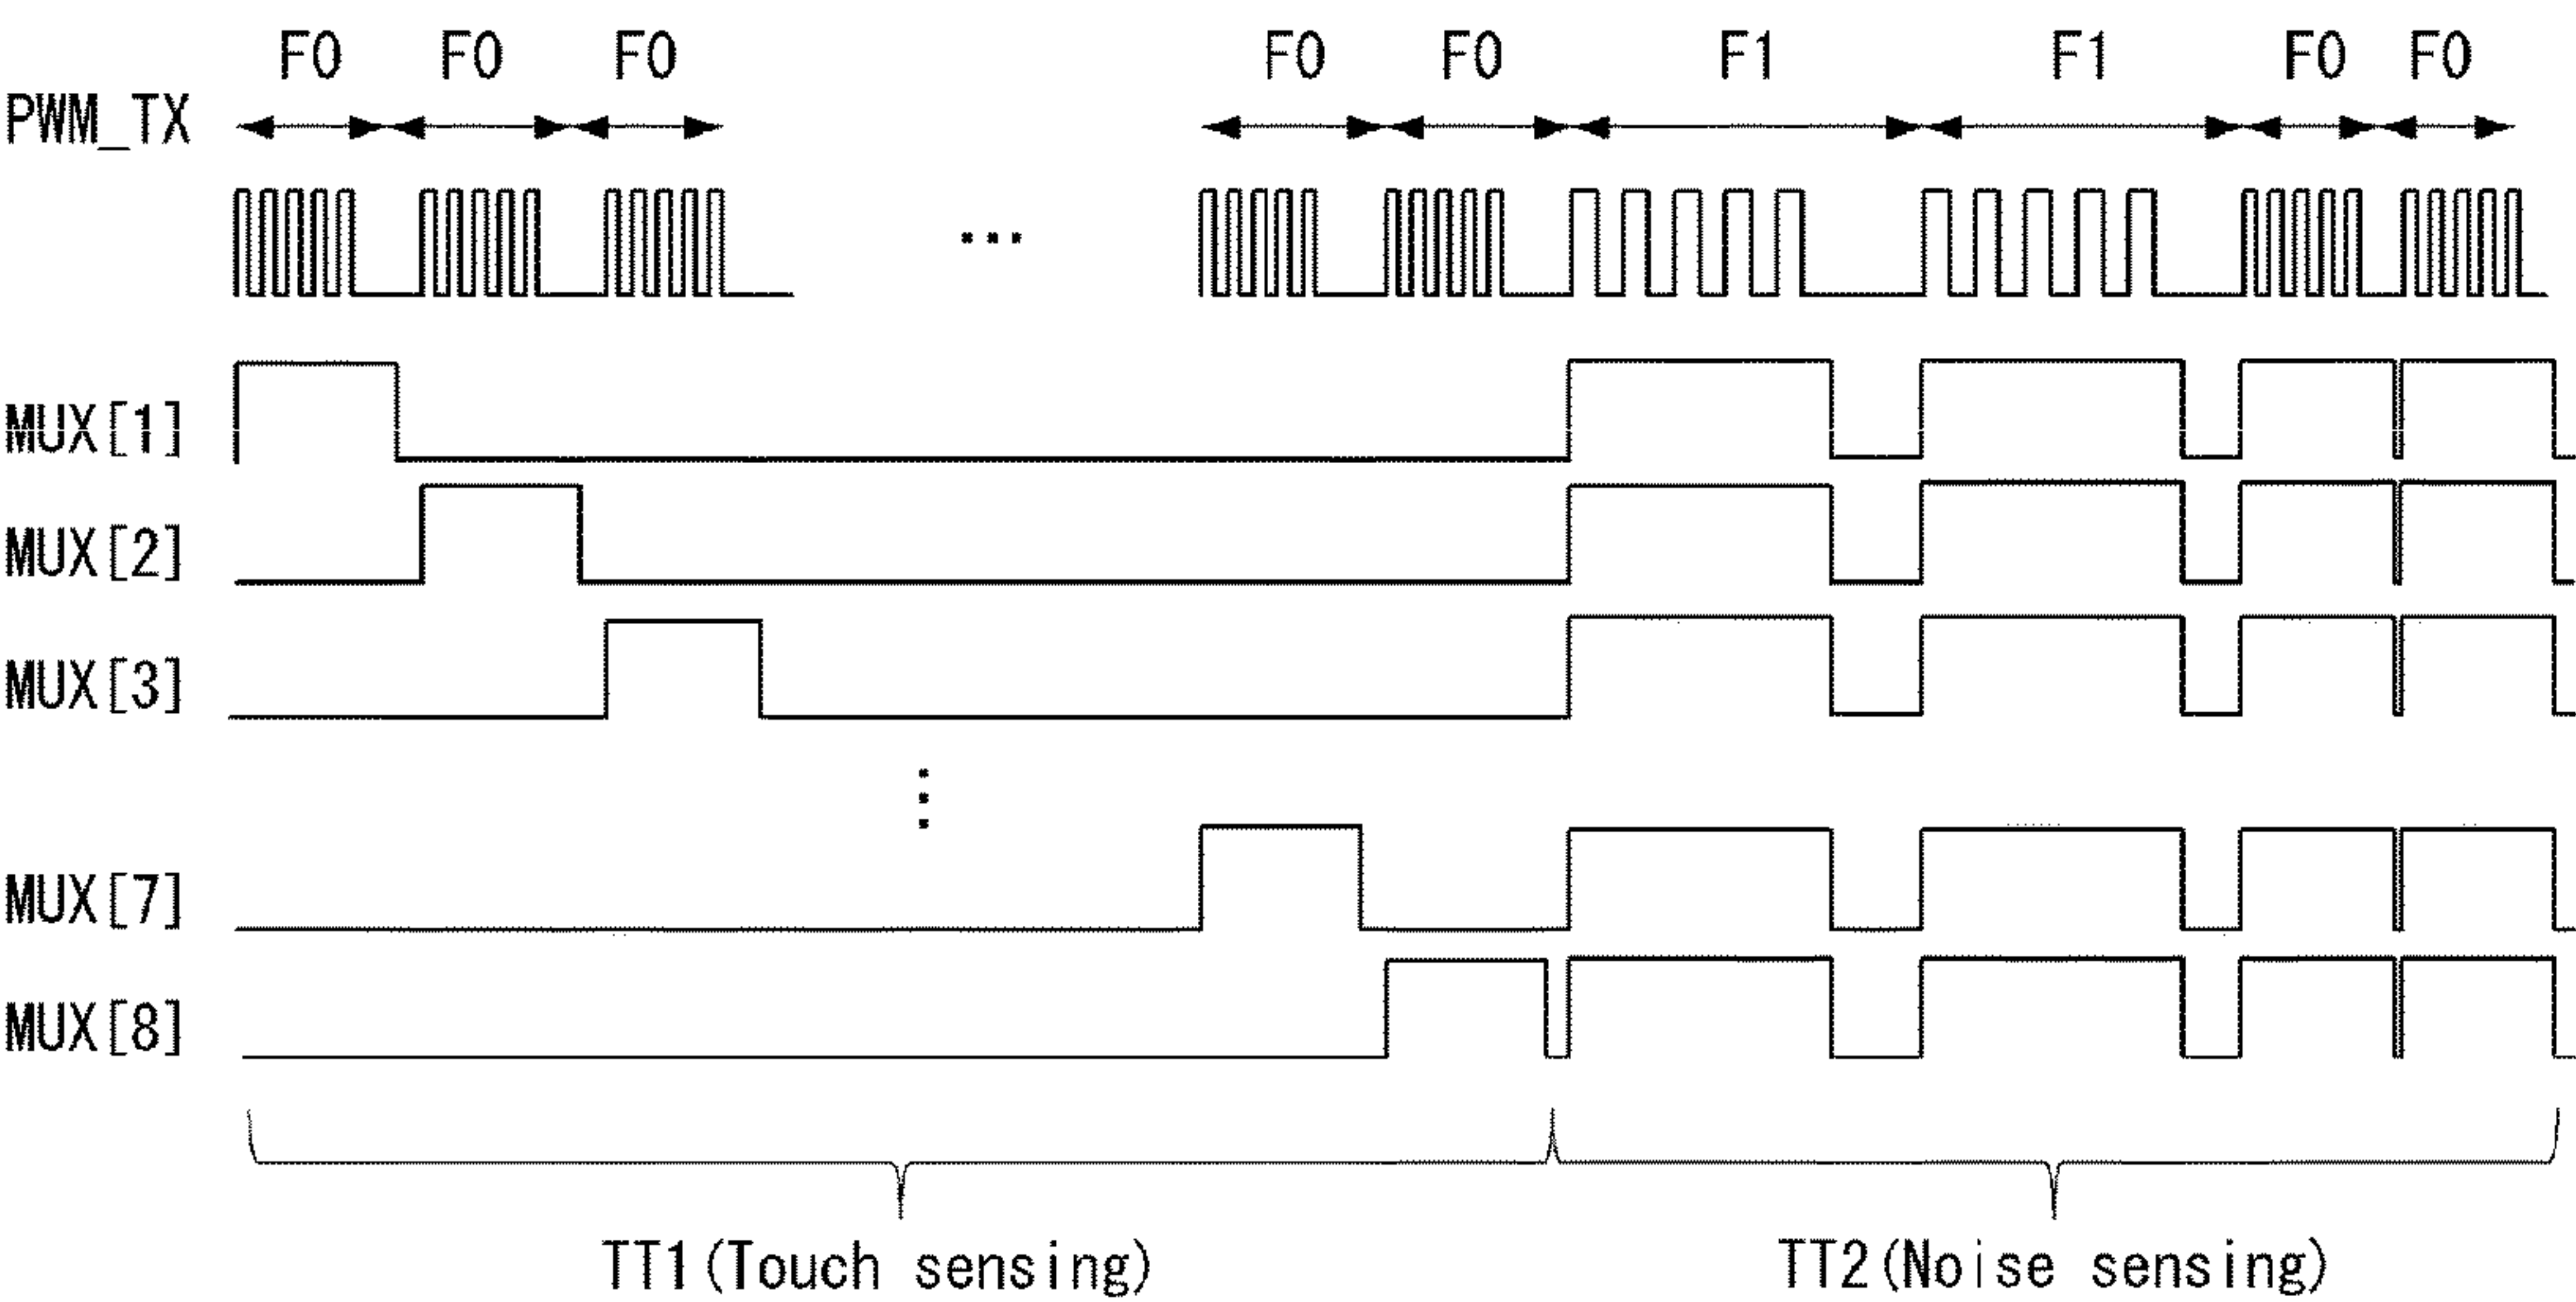 F0 F0 F0 F0 F0 F1 F1 F0 F0
PWM_TX
...
MUX[1]
MUX[2]
MUX[3]
MUX[7]
MUX[8]
TT1(Touch sensing) TT2(Noise sensing)